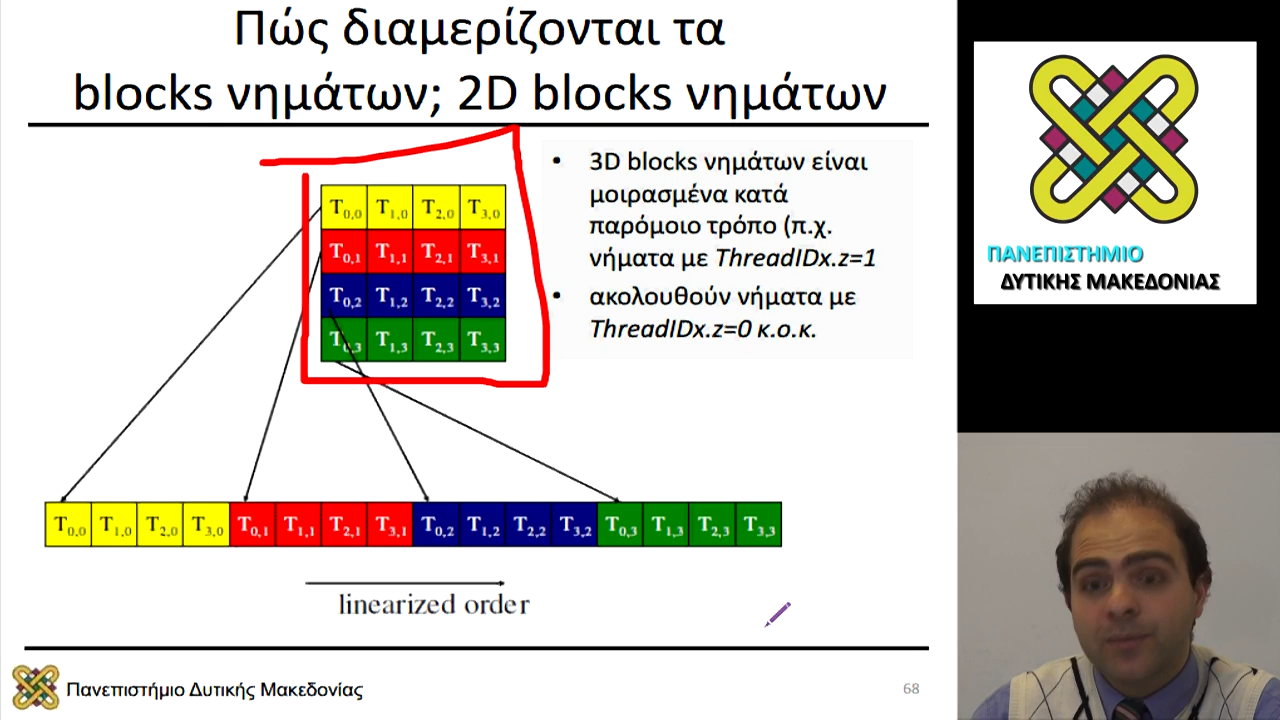 Πώς διαμερίζονται τα
blocks νημάτων; 2D blocks νημάτων
T0,0 T1,0 T2,0 T3,0
T0,1 T1,1 T2,1 T3,1
T0,2 T1,2 T2,2 T3,2
T0,3 T1,3 T2,3 T3,3
• 3D blocks νημάτων είναι
μοιρασμένα κατά
παρόμοιο τρόπο (π.χ.
νήματα με ThreadIDx.z=1
• ακολουθούν νήματα με
ThreadIDx.z=0 κ.ο.κ.
T0,0 T1,0 T2,0 T3,0 T0,1 T1,1 T2,1 T3,1 T0,2 T1,2 T2,2 T3,2 T0,3 T1,3 T2,3 T3,3
linearized order
Πανεπιστήμιο Δυτικής Μακεδονίας
68
ΠΑΝΕΠΙΣΤΗΜΙΟ
ΔΥΤΙΚΗΣ ΜΑΚΕΔΟΝΙΑΣ